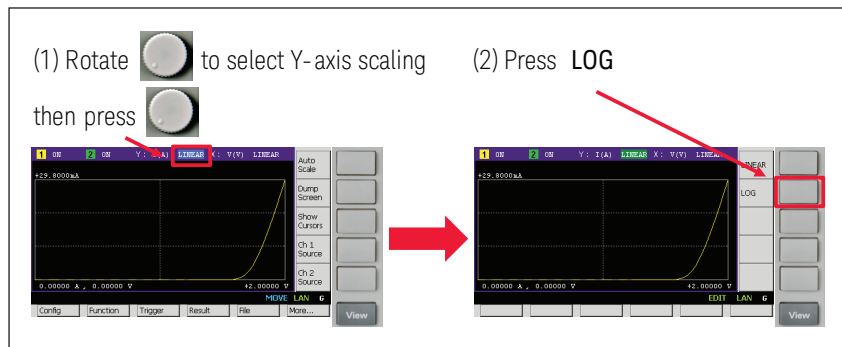 (1) Rotate to select Y-axis scaling
then press
(2) Press LOG
1 ON 2 ON Y: (A) LINEAR X: V(V) LINEAR
+29.8000mA
0.00000 A , 0.00000 V +2.00000 V
MOVE LAN G
Auto
Scale
Dump
Screen
Show
Cursors
Ch 1
Source
Ch 2
Source
Config Function Trigger Result File More...
View
1 ON 2 ON Y: I(A) LINEAR X: V(V) LINEAR
+29.8000mA
0.00000 A , 0.00000 V +2.00000 V
EDIT LAN G
LINEAR
LOG
View